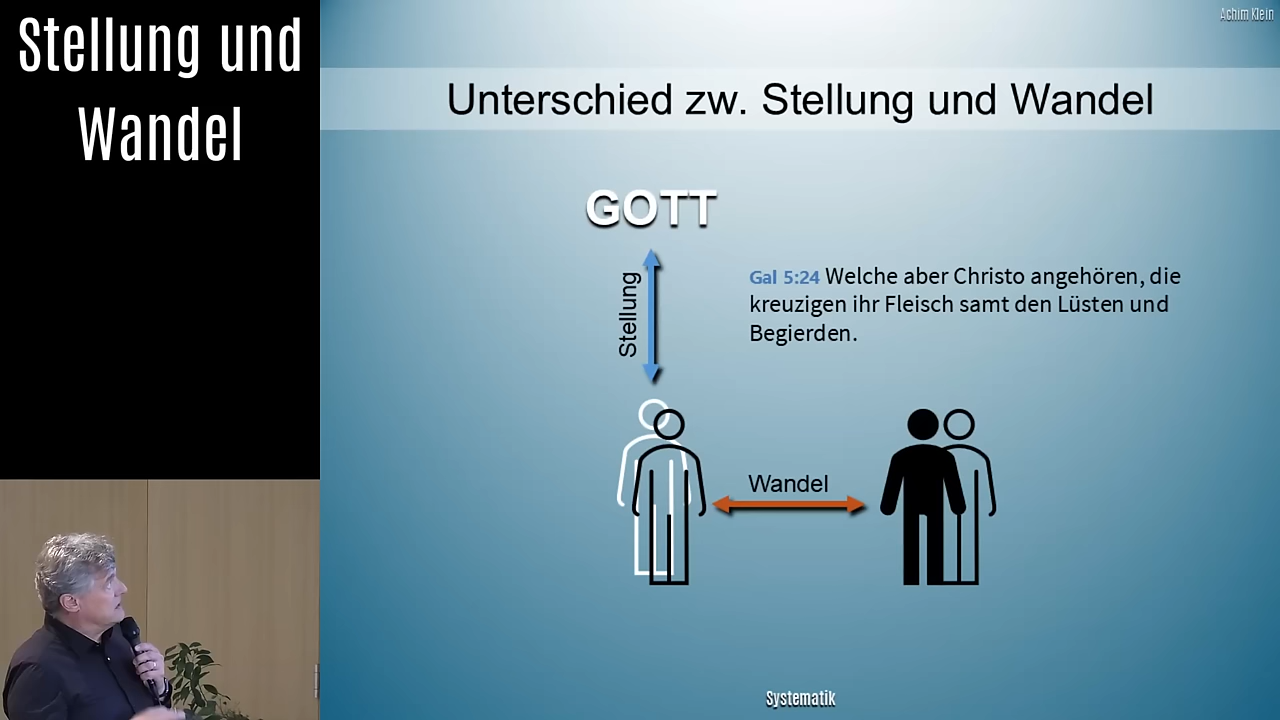 Stellung und
Wandel
Achim Klein
Unterschied zw. Stellung und Wandel
GOTT
Stellung
Gal 5:24 Welche aber Christo angehören, die
kreuzigen ihr Fleisch samt den Lüsten und
Begierden.
Wandel
Systematik